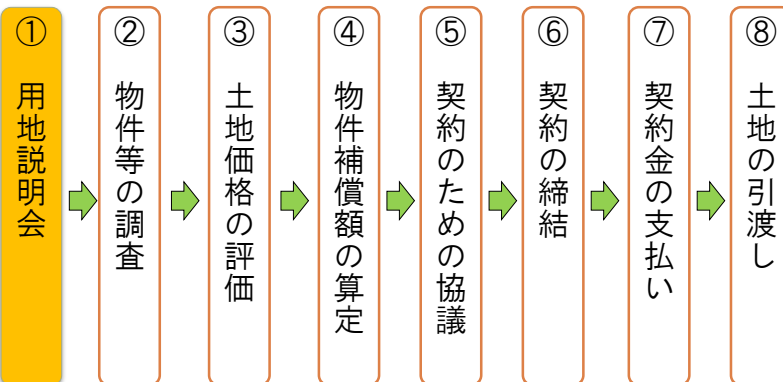 ① 用地説明会
② 物件等の調査
③ 土地価格の評価
④ 物件補償額の算定
⑤ 契約のための協議
⑥ 契約の締結
⑦ 契約金の支払い
⑧ 土地の引渡し